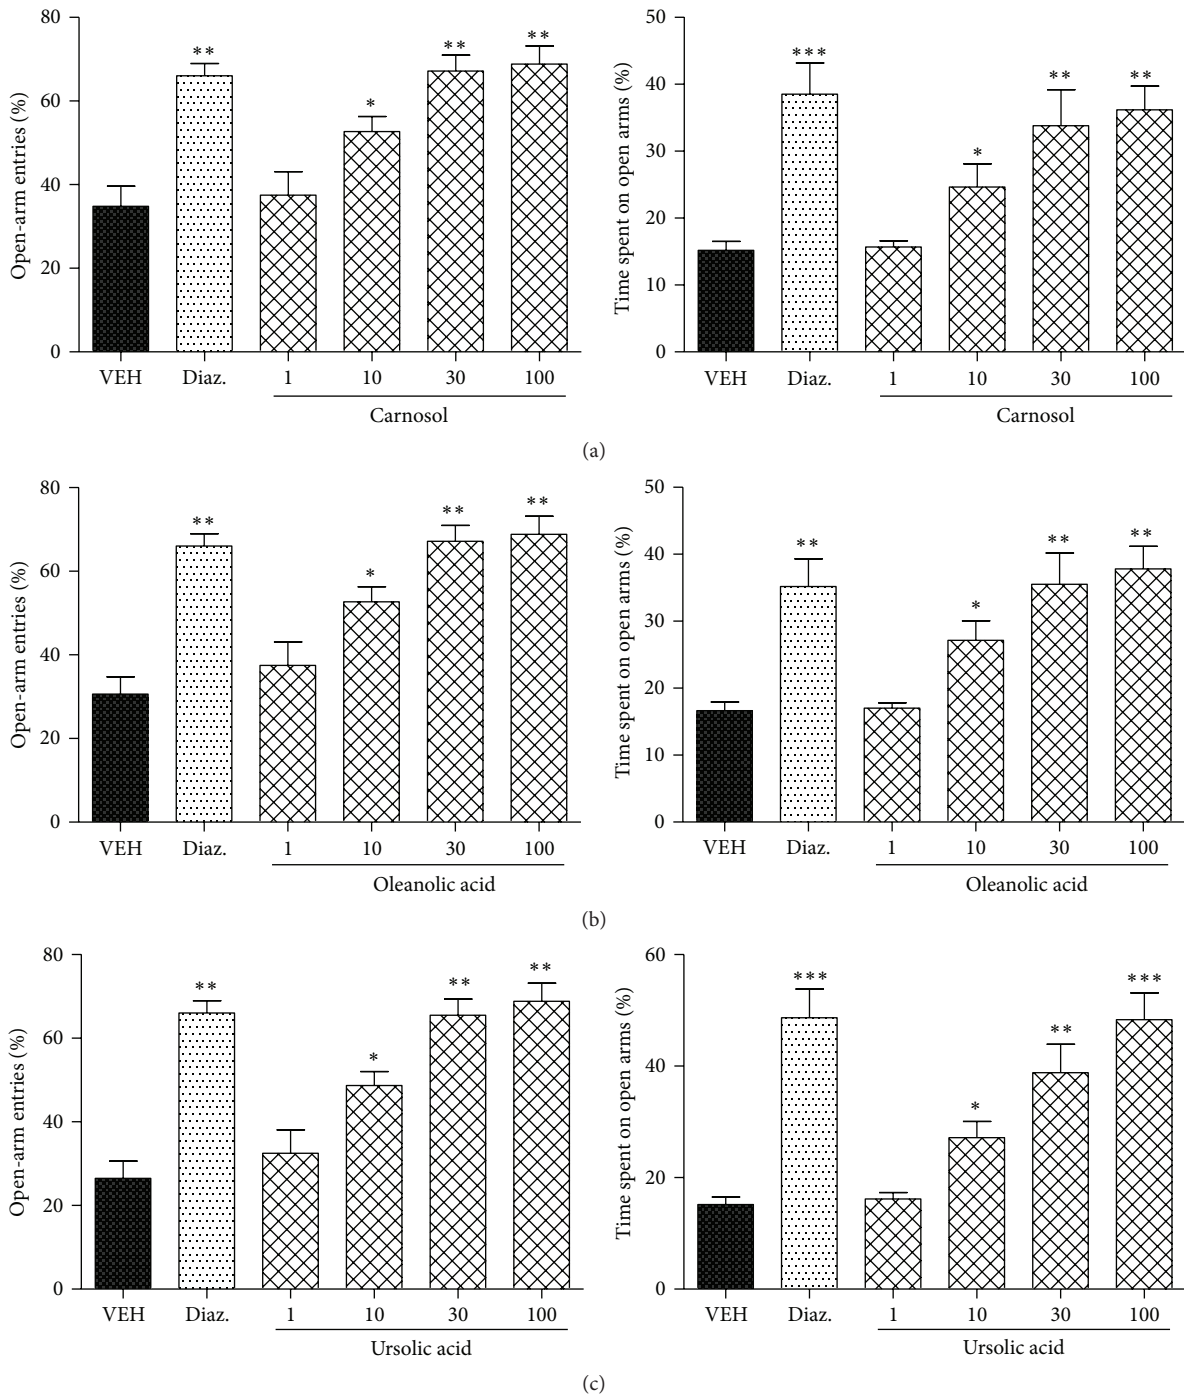 Open-arm entries (%)
80
60
40
20
0
**
**
**
*
VEH Diaz. 1 10 30 100
Carnosol
Time spent on open arms (%)
50
40
30
20
10
0
***
**
**
*
VEH Diaz. 1 10 30 100
Carnosol
(a)
Open-arm entries (%)
80
60
40
20
0
**
**
**
*
VEH Diaz. 1 10 30 100
Oleanolic acid
Time spent on open arms (%)
50
40
30
20
10
0
**
**
**
*
VEH Diaz. 1 10 30 100
Oleanolic acid
(b)
Open-arm entries (%)
80
60
40
20
0
**
**
**
*
VEH Diaz. 1 10 30 100
Ursolic acid
Time spent on open arms (%)
60
40
20
0
***
***
**
*
VEH Diaz. 1 10 30 100
Ursolic acid
(c)